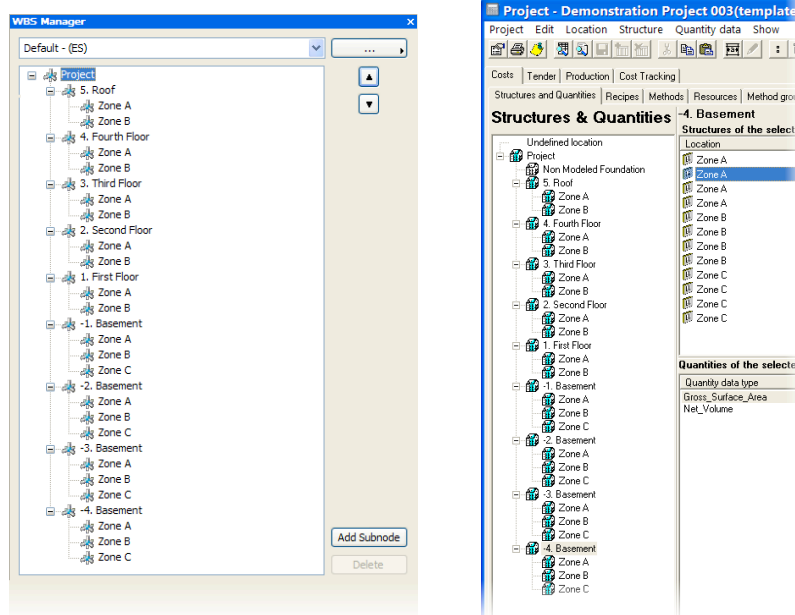 WBS Manager
x
Default - (ES)
...
Project
5. Roof
Zone A
Zone B
4. Fourth Floor
Zone A
Zone B
3. Third Floor
Zone A
Zone B
2. Second Floor
Zone A
Zone B
1. First Floor
Zone A
Zone B
-1. Basement
Zone A
Zone B
Zone C
-2. Basement
Zone A
Zone B
Zone C
-3. Basement
Zone A
Zone B
Zone C
-4. Basement
Zone A
Zone B
Zone C
Add Subnode
Delete
Project - Demonstration Project 003(template
Project Edit Location Structure Quantity data Show
Costs Tender Production Cost Tracking
Structures and Quantities Recipes Methods Resources Method gro
Structures & Quantities
Undefined location
Project
Non Modeled Foundation
5. Roof
Zone A
Zone B
4. Fourth Floor
Zone A
Zone B
3. Third Floor
Zone A
Zone B
2. Second Floor
Zone A
Zone B
1. First Floor
Zone A
Zone B
-1. Basement
Zone A
Zone B
Zone C
-2. Basement
Zone A
Zone B
Zone C
-3. Basement
Zone A
Zone B
Zone C
-4. Basement
Zone A
Zone B
Zone C
-4. Basement
Structures of the select
Location
Zone A
Zone A
Zone A
Zone A
Zone B
Zone B
Zone B
Zone B
Zone C
Zone C
Zone C
Zone C
Quantities of the selecte
Quantity data type
Gross_Surface_Area
Net_Volume